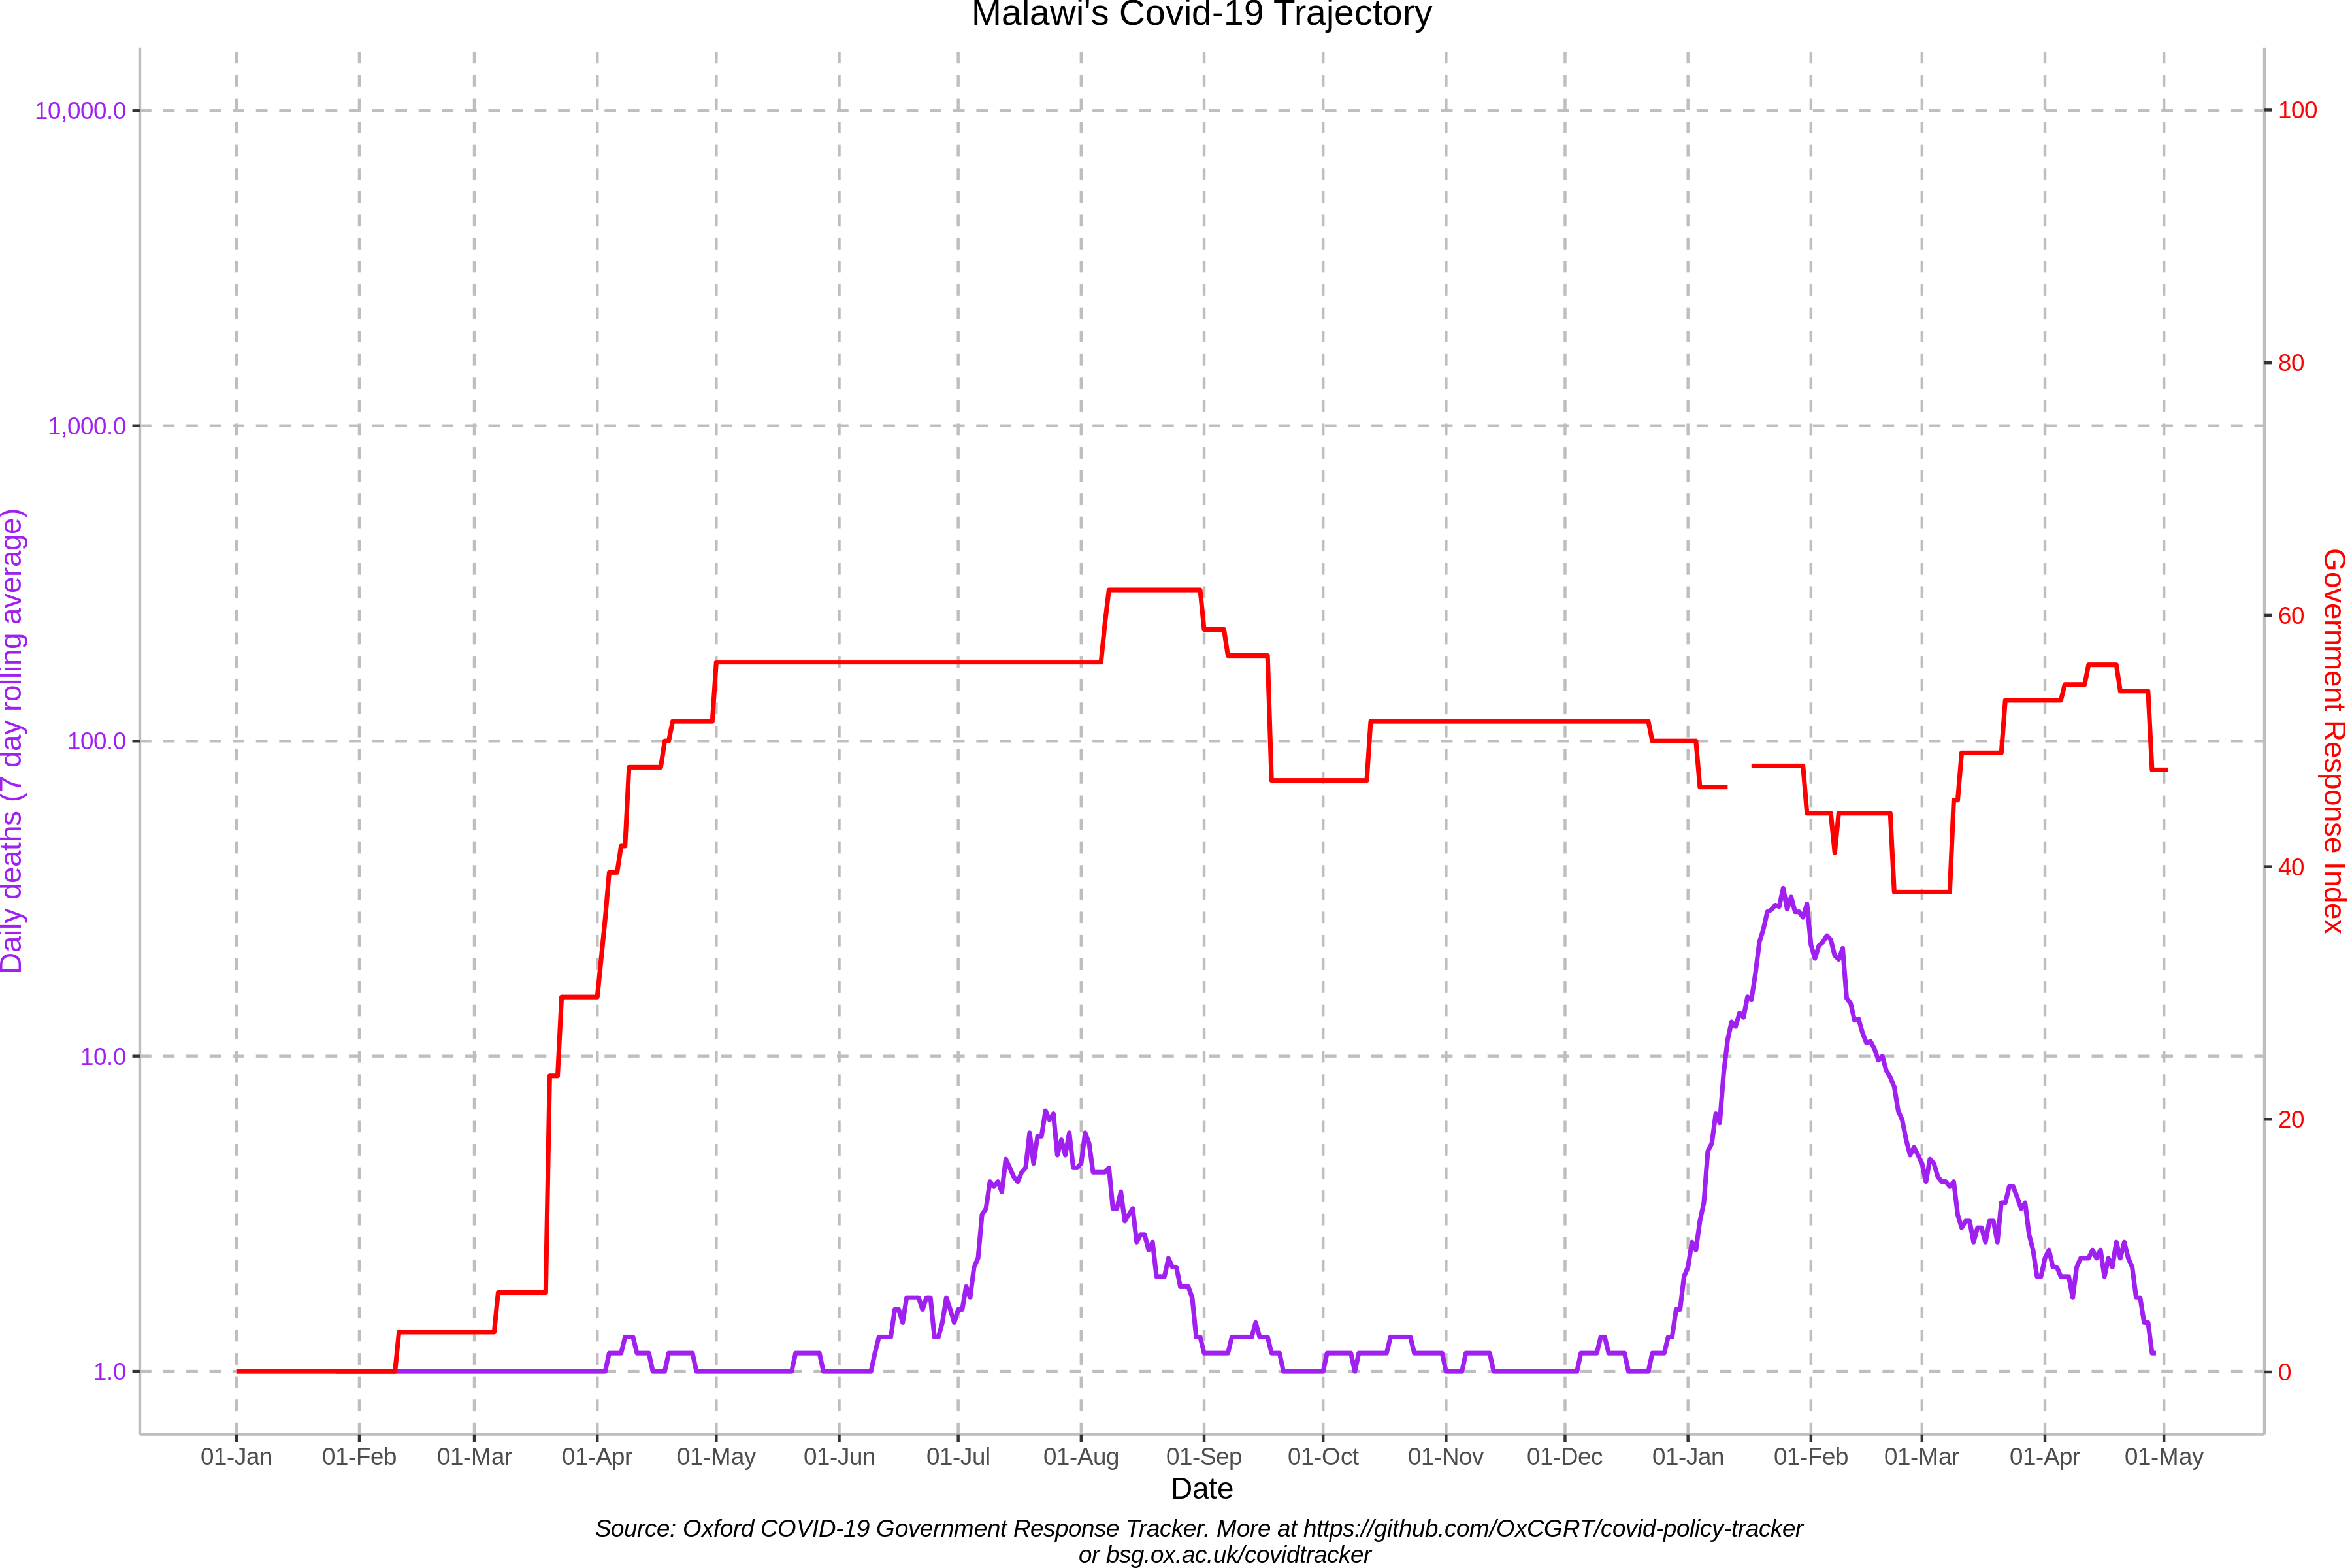 Malawi's Covid-19 Trajectory
10,000.0
1,000.0
100.0
10.0
1.0
Daily deaths (7 day rolling average)
100
80
60
40
20
0
Government Response Index
01-Jan 01-Feb 01-Mar 01-Apr 01-May 01-Jun 01-Jul 01-Aug 01-Sep 01-Oct 01-Nov 01-Dec 01-Jan 01-Feb 01-Mar 01-Apr 01-May
Date
Source: Oxford COVID-19 Government Response Tracker. More at https://github.com/OxCGRT/covid-policy-tracker
or bsg.ox.ac.uk/covidtracker